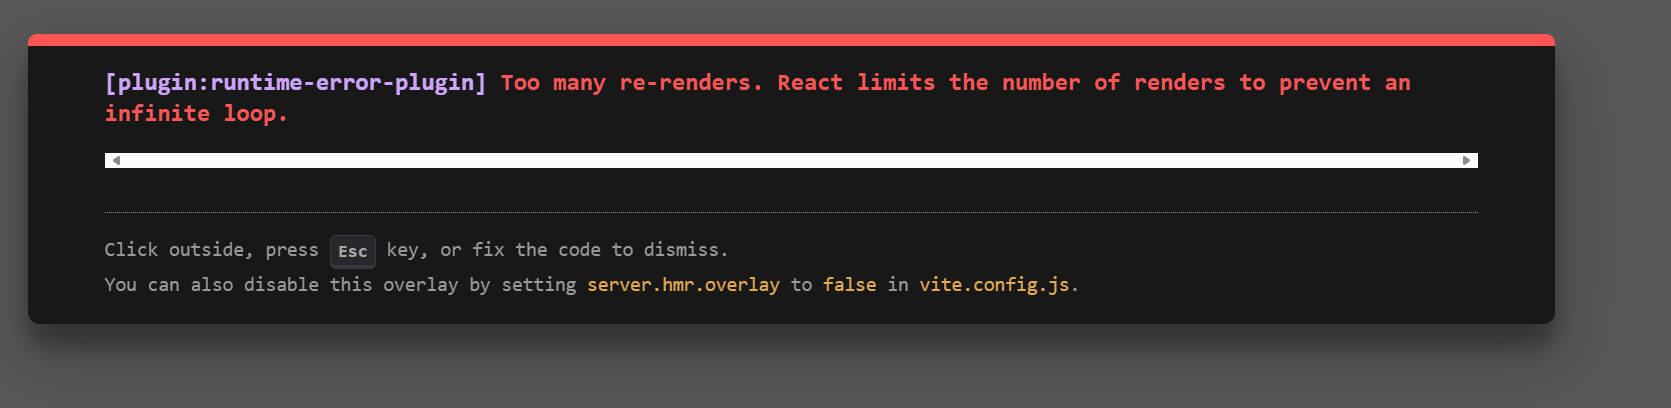 [plugin:runtime-error-plugin] Too many re-renders. React limits the number of renders to prevent an
infinite loop.
Click outside, press Esc key, or fix the code to dismiss.
You can also disable this overlay by setting server.hmr.overlay to false in vite.config.js.